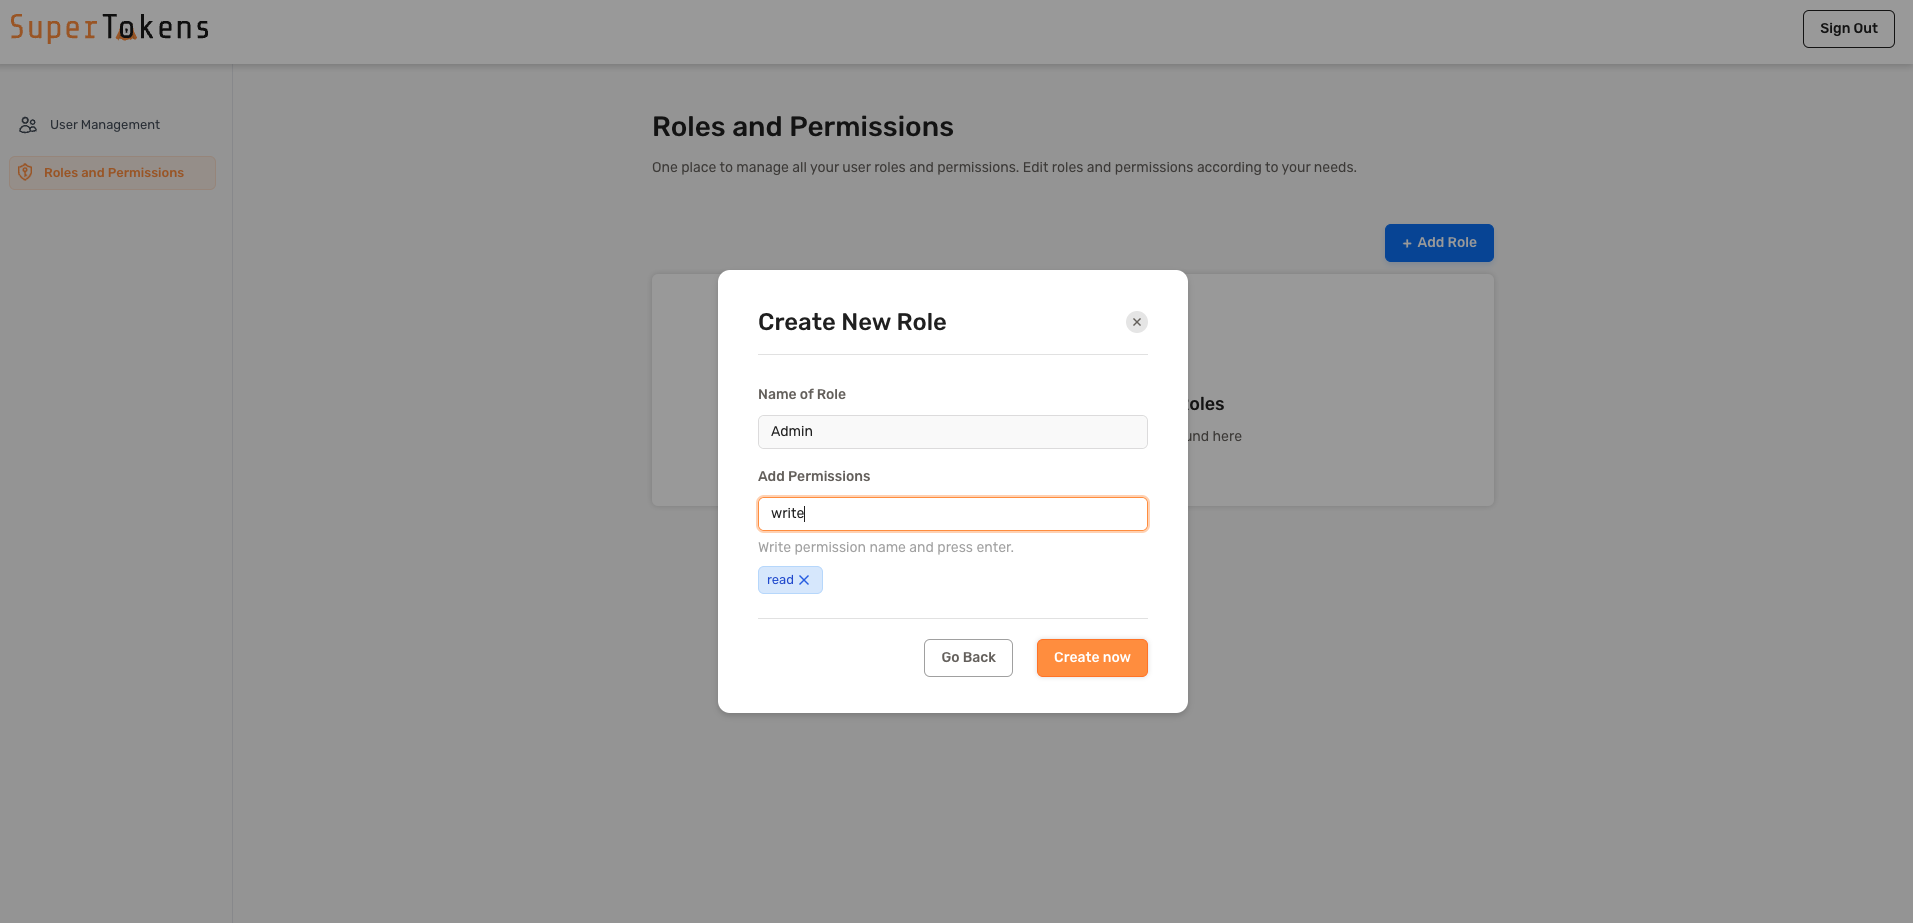 SuperTokens
Sign Out
User Management
Roles and Permissions
Roles and Permissions
One place to manage all your user roles and permissions. Edit roles and permissions according to your needs.
+ Add Role
Create New Role
Name of Role
Admin
Add Permissions
write
Write permission name and press enter.
read
Go Back
Create now
here